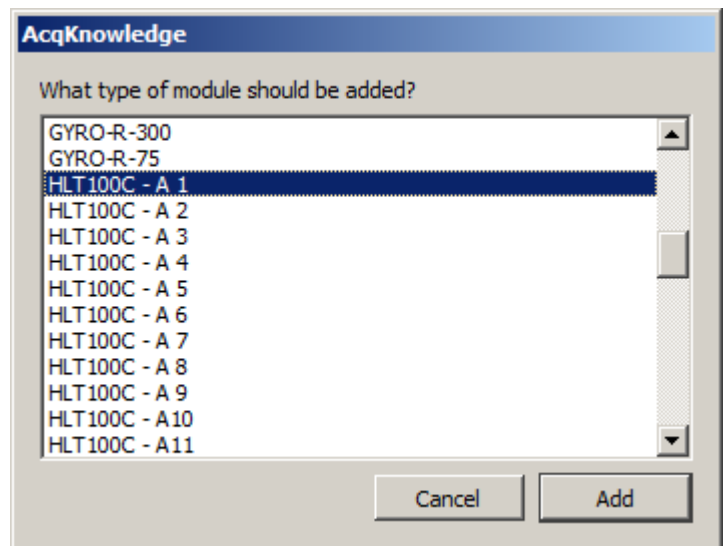 AcqKnowledge
What type of module should be added?
GYRO-R-300
GYRO-R-75
HLT100C - A 1
HLT100C - A 2
HLT100C - A 3
HLT100C - A 4
HLT100C - A 5
HLT100C - A 6
HLT100C - A 7
HLT100C - A 8
HLT100C - A 9
HLT100C - A10
HLT100C - A11
Cancel Add